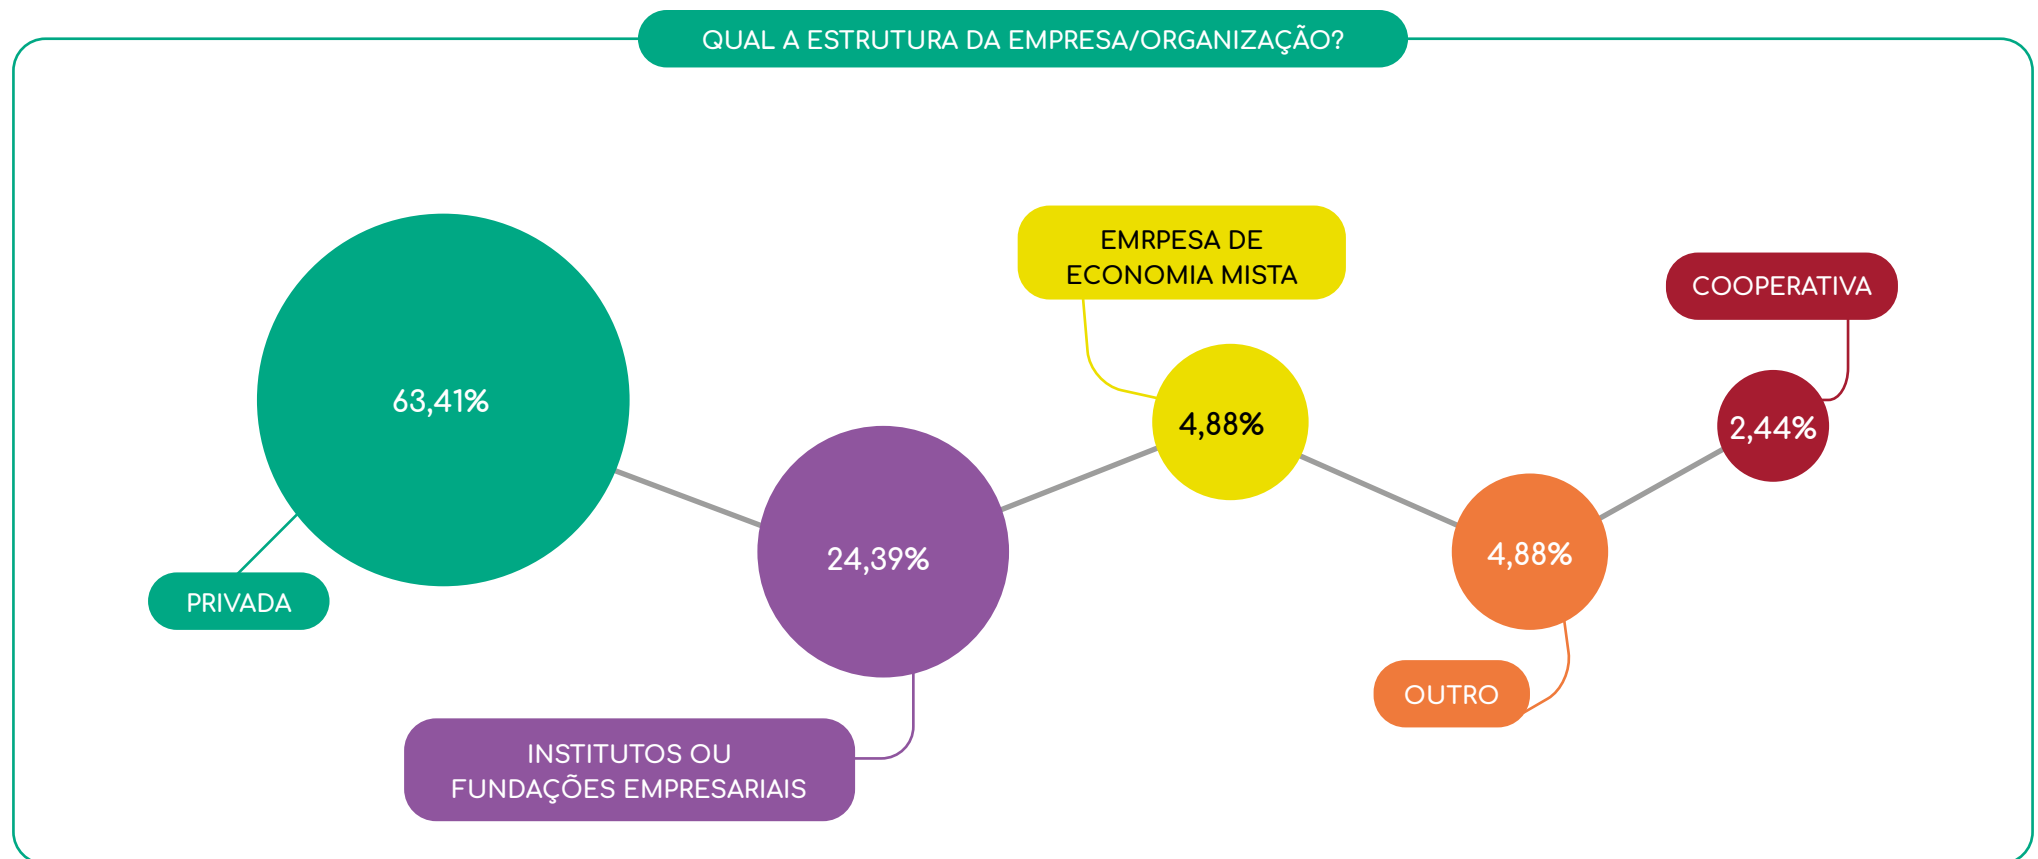 QUAL A ESTRUTURA DA EMPRESA/ORGANIZAÇÃO?
63,41%
PRIVADA
24,39%
INSTITUTOS OU
FUNDAÇÕES EMPRESARIAIS
EMRPESA DE
ECONOMIA MISTA
4,88%
4,88%
OUTRO
COOPERATIVA
2,44%